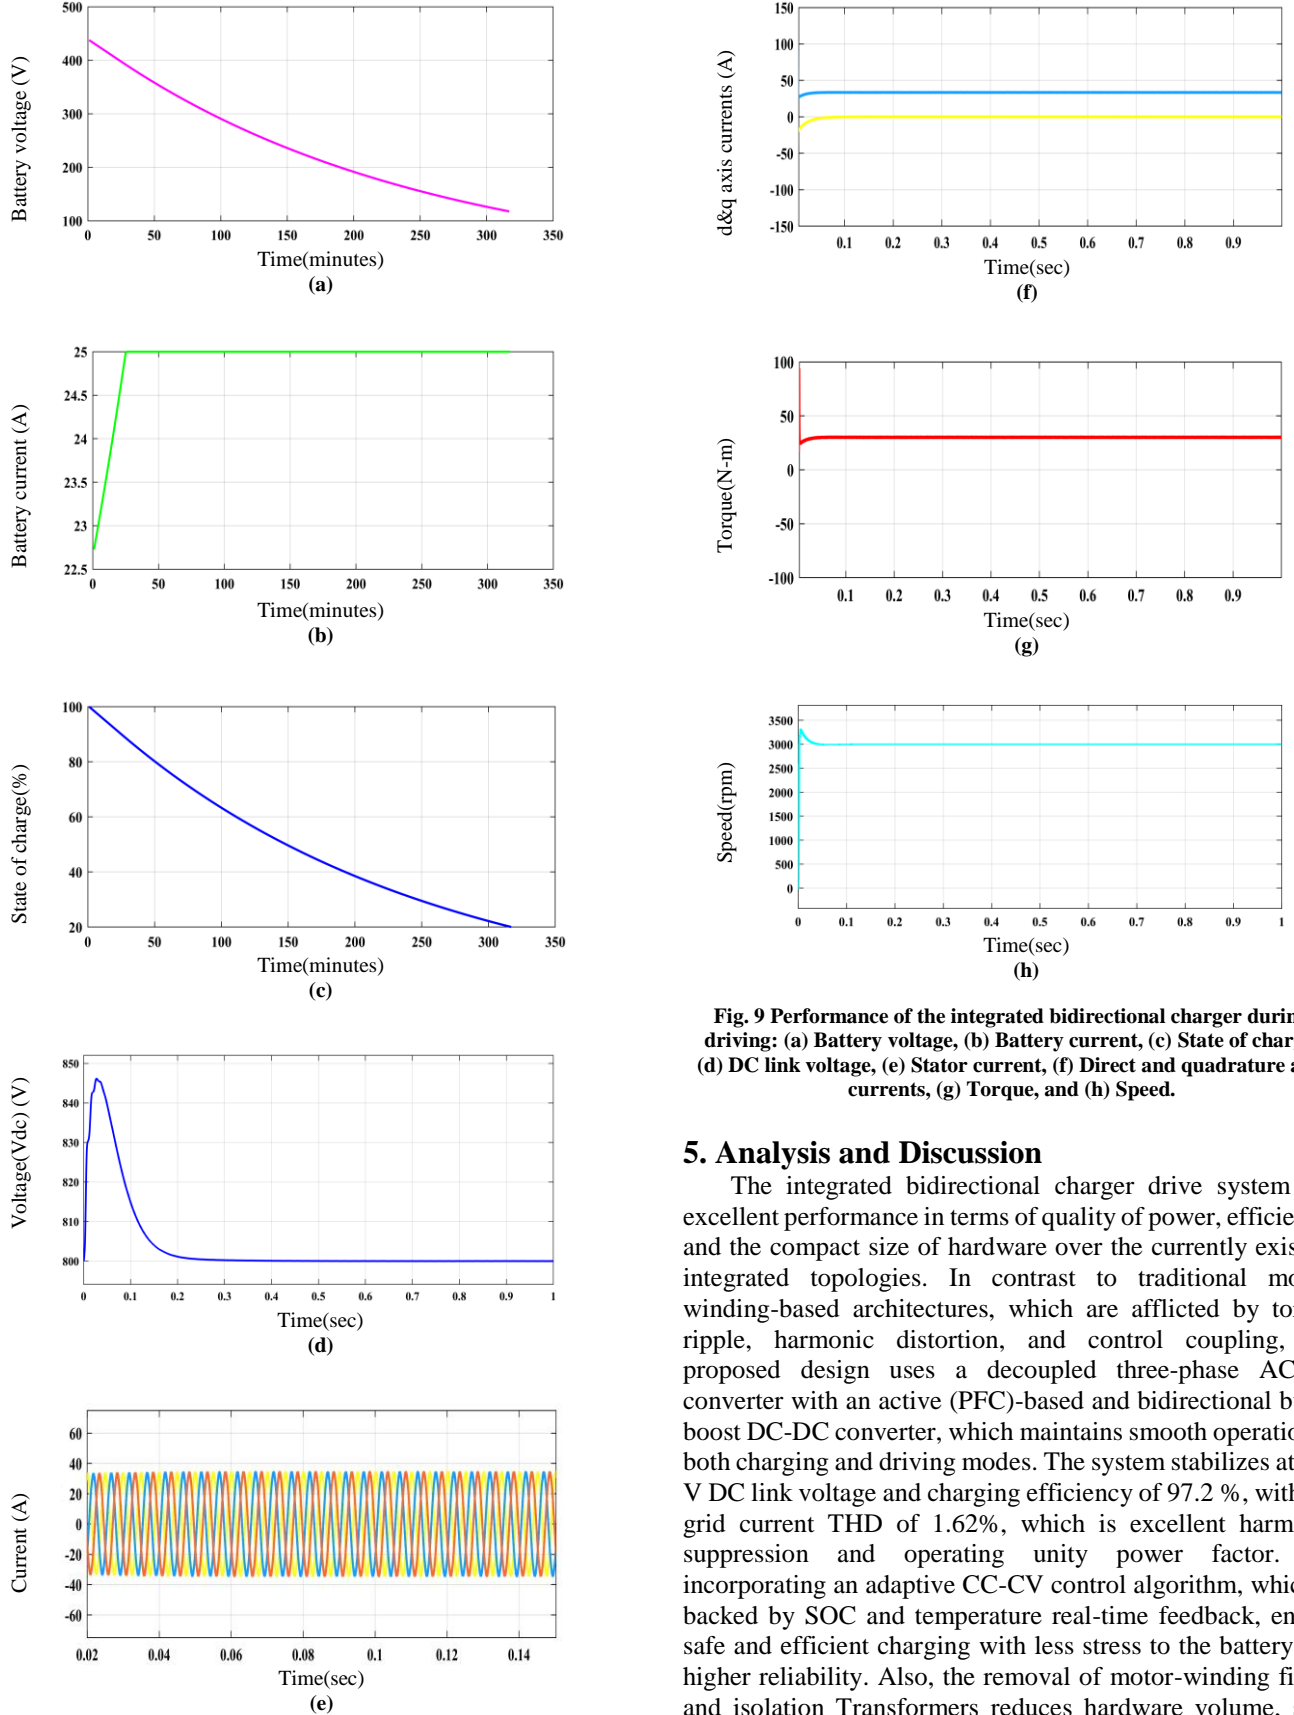 500
400
300
200
100
0 50 100 150 200 250 300 350
Battery voltage (V)
Time(minutes)
(a)
25
24.5
24
23.5
23
22.5
0 50 100 150 200 250 300 350
Battery current (A)
Time(minutes)
(b)
100
80
60
40
20
0 50 100 150 200 250 300 350
State of charge(%)
Time(minutes)
(c)
850
840
830
820
810
800
0 0.1 0.2 0.3 0.4 0.5 0.6 0.7 0.8 0.9 1
Voltage(Vdc) (V)
Time(sec)
(d)
60
40
20
0
-20
-40
-60
0.02 0.04 0.06 0.08 0.1 0.12 0.14
Current (A)
Time(sec)
(e)
150
100
50
0
-50
-100
-150
0.1 0.2 0.3 0.4 0.5 0.6 0.7 0.8 0.9
d&q axis currents (A)
Time(sec)
(f)
100
50
0
-50
-100
0.1 0.2 0.3 0.4 0.5 0.6 0.7 0.8 0.9
Torque(N-m)
Time(sec)
(g)
3500
3000
2500
2000
1500
1000
500
0
0 0.1 0.2 0.3 0.4 0.5 0.6 0.7 0.8 0.9 1
Speed(rpm)
Time(sec)
(h)
Fig. 9 Performance of the integrated bidirectional charger durin
driving: (a) Battery voltage, (b) Battery current, (c) State of char
(d) DC link voltage, (e) Stator current, (f) Direct and quadrature a
currents, (g) Torque, and (h) Speed.
5. Analysis and Discussion
The integrated bidirectional charger drive system
excellent performance in terms of quality of power, efficie
and the compact size of hardware over the currently exis
integrated topologies. In contrast to traditional mo
winding-based architectures, which are afflicted by to
ripple, harmonic distortion, and control coupling,
proposed design uses a decoupled three-phase AC
converter with an active (PFC)-based and bidirectional b
boost DC-DC converter, which maintains smooth operatio
both charging and driving modes. The system stabilizes at
V DC link voltage and charging efficiency of 97.2 %, with
grid current THD of 1.62%, which is excellent harm
suppression and operating unity power factor.
incorporating an adaptive CC-CV control algorithm, whic
backed by SOC and temperature real-time feedback, en
safe and efficient charging with less stress to the battery
higher reliability. Also, the removal of motor-winding fi
and isolation Transformers reduces hardware volume,